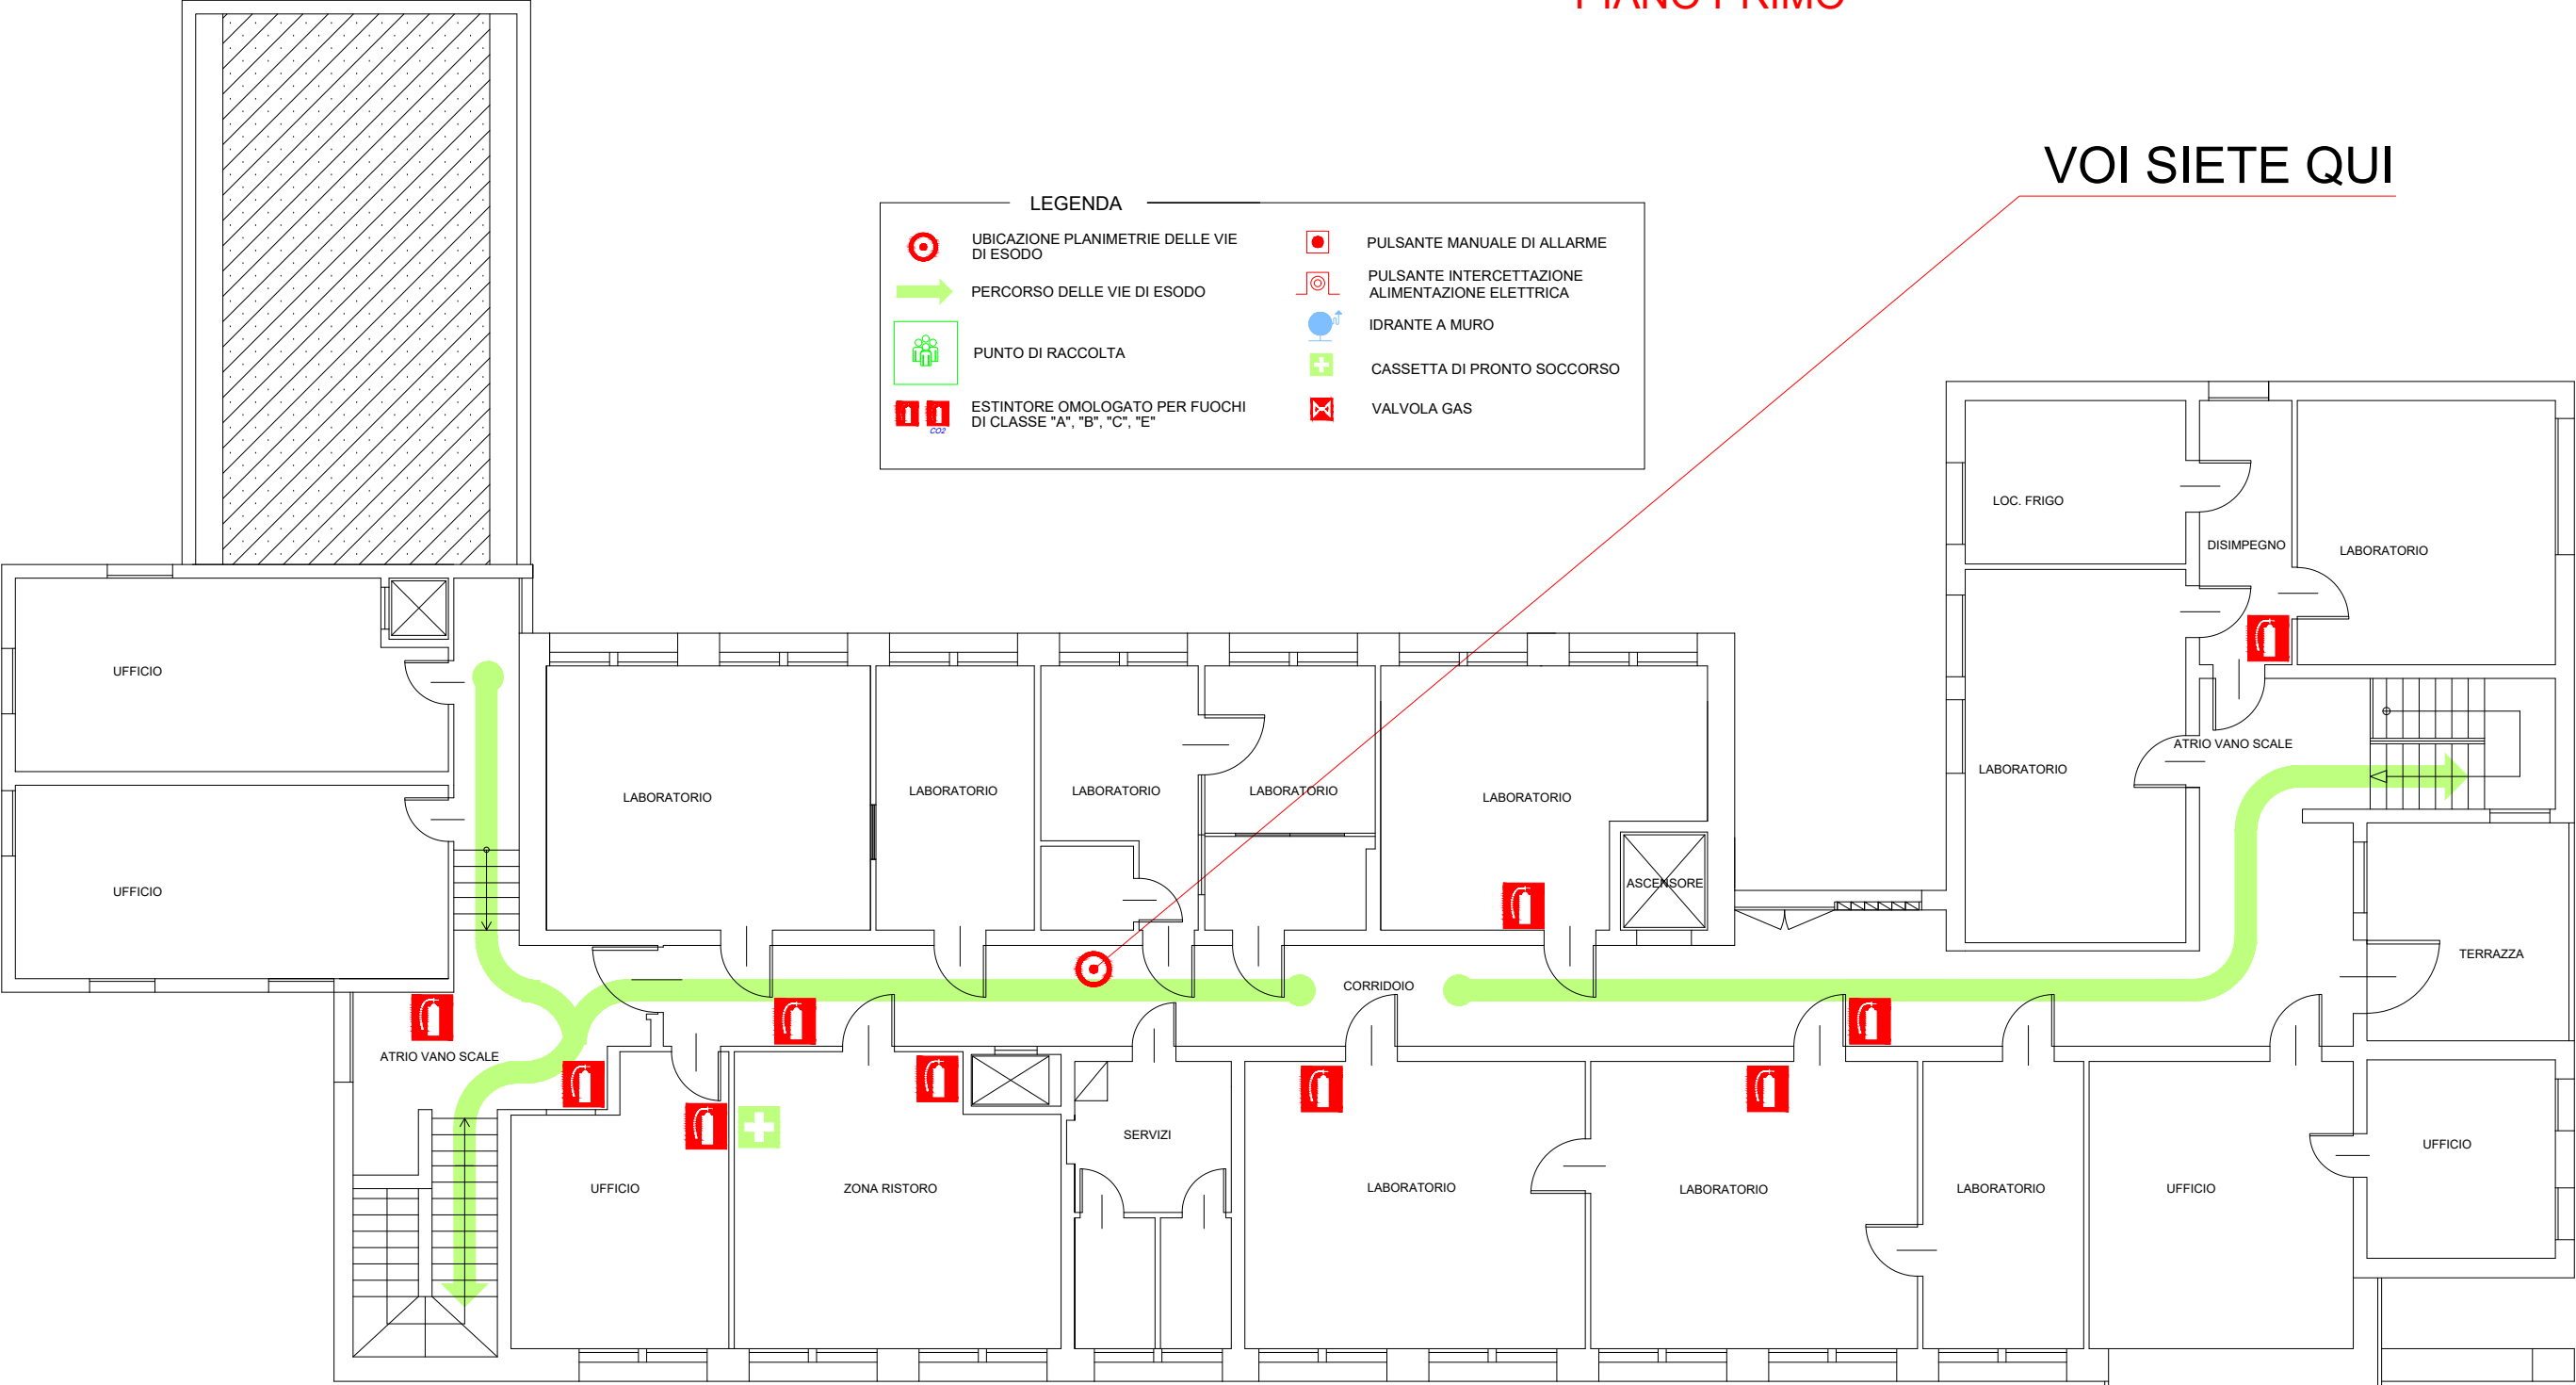 PIANO PRIMO
VOI SIETE QUI
LEGENDA
UBICAZIONE PLANIMETRIE DELLE VIE
DI ESODO
PERCORSO DELLE VIE DI ESODO
PUNTO DI RACCOLTA
ESTINTORE OMOLOGATO PER FUOCHI
DI CLASSE "A", "B", "C", "E"
CO2
PULSANTE MANUALE DI ALLARME
PULSANTE INTERCETTAZIONE
ALIMENTAZIONE ELETTRICA
IDRANTE A MURO
CASSETTA DI PRONTO SOCCORSO
VALVOLA GAS
LOC. FRIGO
DISIMPEGNO
LABORATORIO
UFFICIO
ATRIO VANO SCALE
LABORATORIO
LABORATORIO
LABORATORIO
LABORATORIO
LABORATORIO
LABORATORIO
UFFICIO
ASCENSORE
TERRAZZA
CORRIDOIO
ATRIO VANO SCALE
SERVIZI
UFFICIO
UFFICIO
ZONA RISTORO
LABORATORIO
LABORATORIO
LABORATORIO
UFFICIO